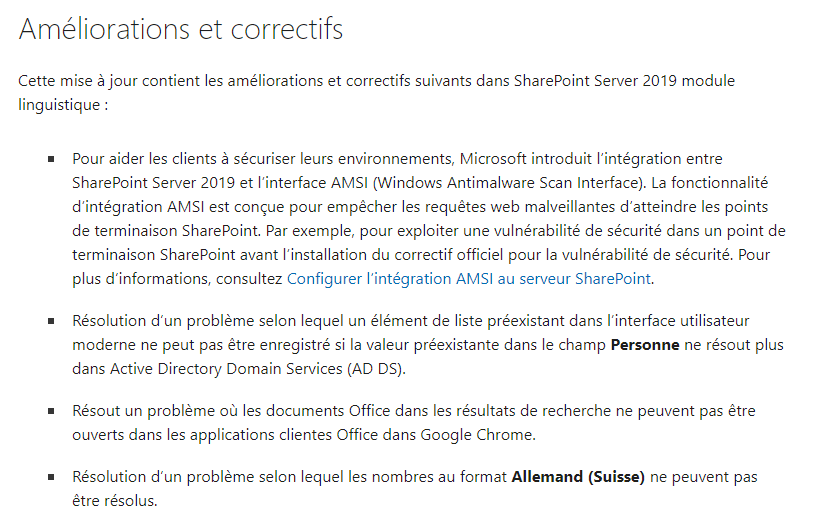 Améliorations et correctifs
Cette mise à jour contient les améliorations et correctifs suivants dans SharePoint Server 2019 module
linguistique :
Pour aider les clients à sécuriser leurs environnements, Microsoft introduit l’intégration entre
SharePoint Server 2019 et l’interface AMSI (Windows Antimalware Scan Interface). La fonctionnalité
d’intégration AMSI est conçue pour empêcher les requêtes web malveillantes d’atteindre les points
de terminaison SharePoint. Par exemple, pour exploiter une vulnérabilité de sécurité dans un point de
terminaison SharePoint avant l’installation du correctif officiel pour la vulnérabilité de sécurité. Pour
plus d’informations, consultez Configurer l’intégration AMSI au serveur SharePoint.
Résolution d’un problème selon lequel un élément de liste préexistant dans l’interface utilisateur
moderne ne peut pas être enregistré si la valeur préexistante dans le champ Personne ne résout plus
dans Active Directory Domain Services (AD DS).
Résout un problème où les documents Office dans les résultats de recherche ne peuvent pas être
ouverts dans les applications clientes Office dans Google Chrome.
Résolution d’un problème selon lequel les nombres au format Allemand (Suisse) ne peuvent pas
être résolus.